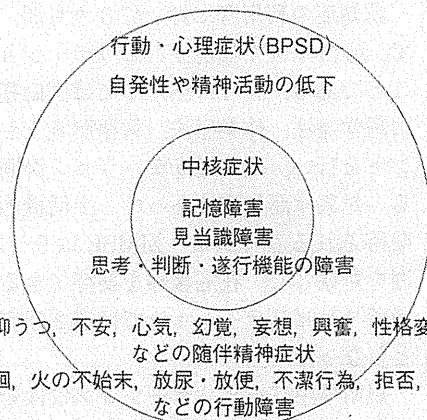 行動・心理症状(BPSD)
自発性や精神活動の低下
中核症状
記憶障害
見当識障害
思考・判断・遂行機能の障害
抑うつ, 不安, 心気, 幻覚, 妄想, 興奮, 性格変
などの随伴精神症状
徊, 火の不始末, 放尿・放便, 不潔行為, 拒否,
などの行動障害